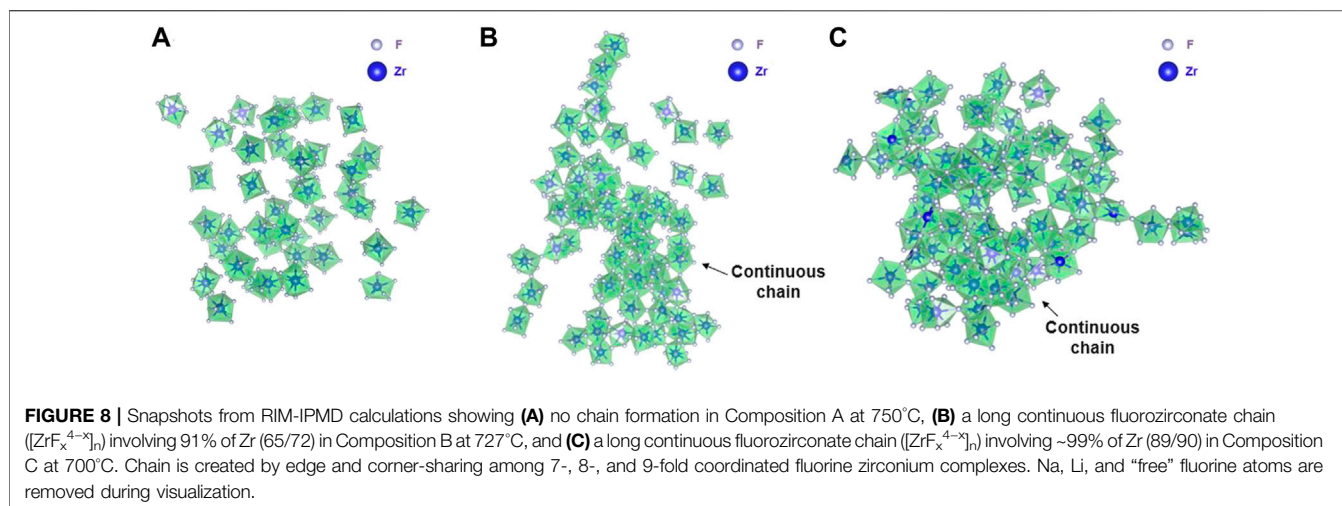 A
F
Zr
B
F
Zr
Continuous
chain
C
F
Zr
Continuous
chain
FIGURE 8 | Snapshots from RIM-IPMD calculations showing (A) no chain formation in Composition A at 750°C, (B) a long continuous fluorozirconate chain
([ZrFₓ⁴⁻ˣ]ₙ) involving 91% of Zr (65/72) in Composition B at 727°C, and (C) a long continuous fluorozirconate chain ([ZrFₓ⁴⁻ˣ]ₙ) involving ~99% of Zr (89/90) in Composition
C at 700°C. Chain is created by edge and corner-sharing among 7-, 8-, and 9-fold coordinated fluorine zirconium complexes. Na, Li, and “free” fluorine atoms are
removed during visualization.